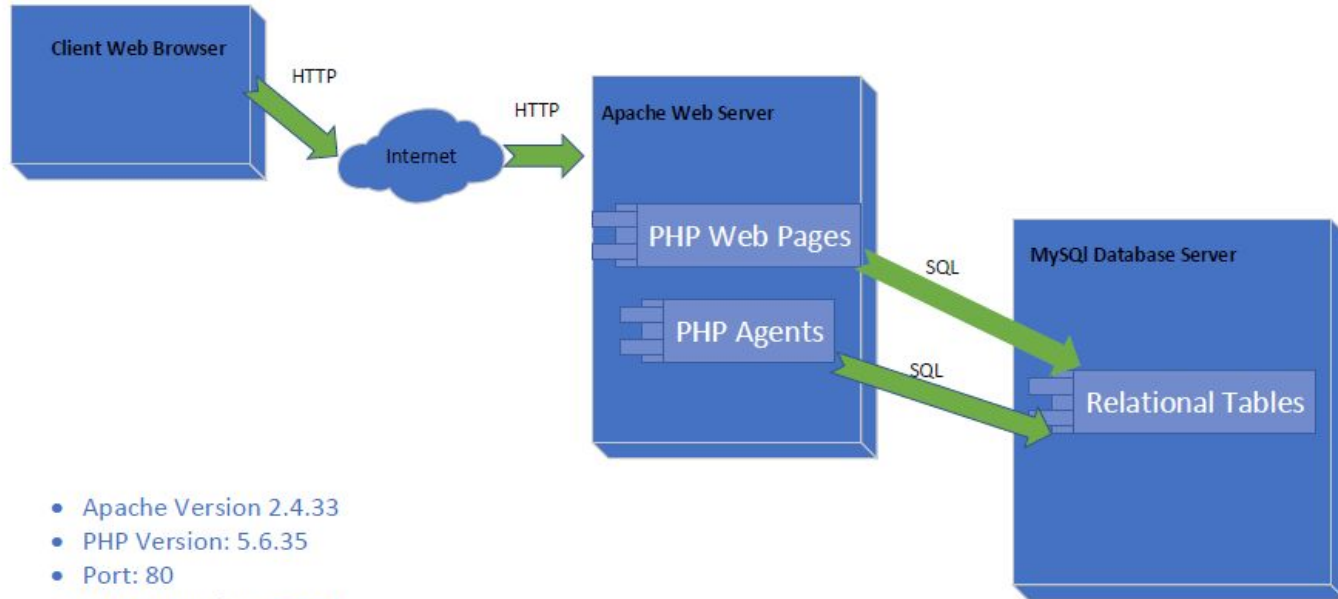 Client Web Browser
HTTP
Internet
HTTP
Apache Web Server
PHP Web Pages
PHP Agents
SQL
SQL
MySQl Database Server
Relational Tables
• Apache Version 2.4.33
• PHP Version: 5.6.35
• Port: 80